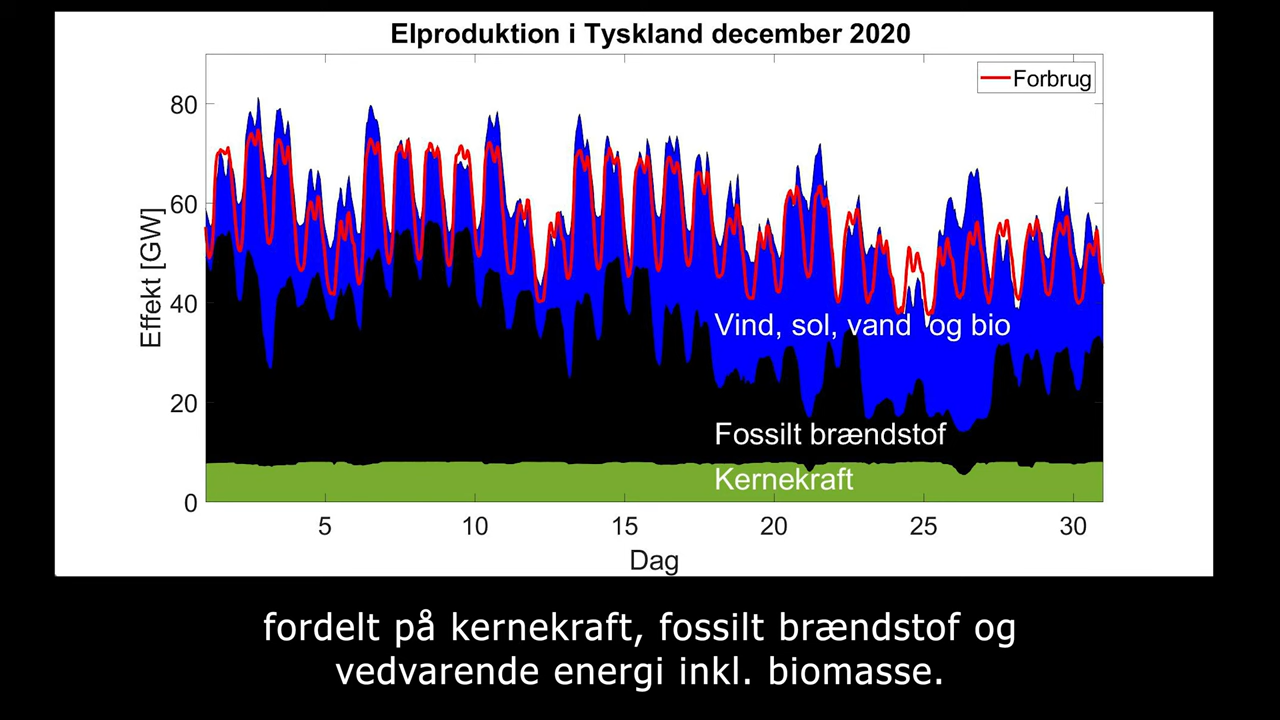 Elproduktion i Tyskland december 2020
Forbrug
Effekt [GW]
80
60
40
20
0
Vind, sol, vand og bio
Fossilt brændstof
Kernekraft
5 10 15 20 25 30
Dag
fordelt på kernekraft, fossilt brændstof og
vedvarende energi inkl. biomasse.